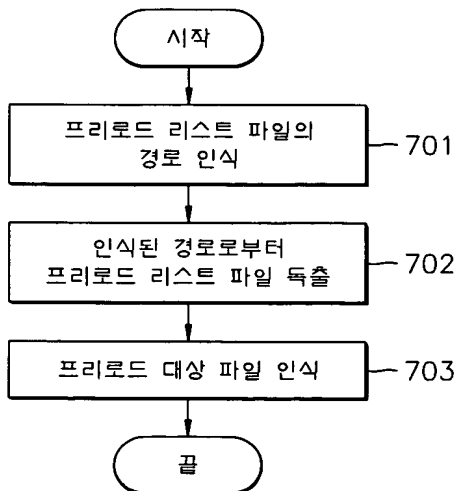 시작
프리로드 리스트 파일의
경로 인식
701
인식된 경로로부터
프리로드 리스트 파일 독출
702
프리로드 대상 파일 인식
703
끝